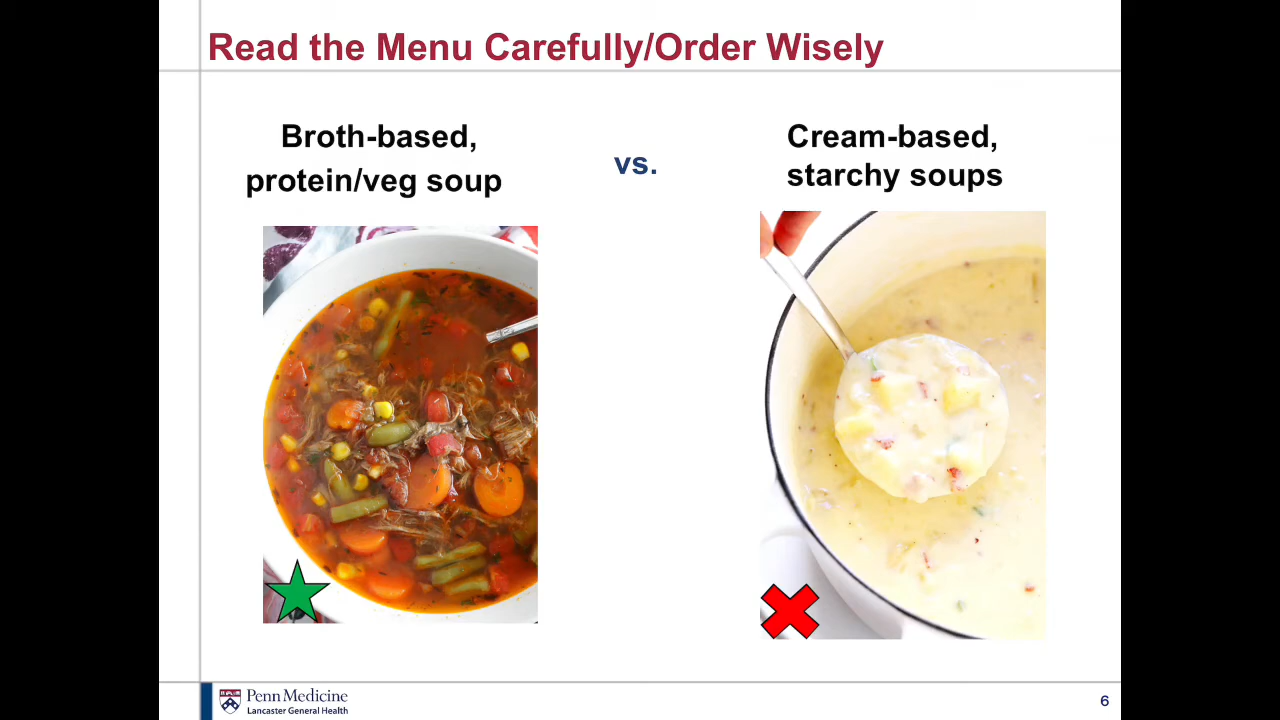 Read the Menu Carefully/Order Wisely
Broth-based,
protein/veg soup
vs.
Cream-based,
starchy soups
Penn Medicine
Lancaster General Health
6